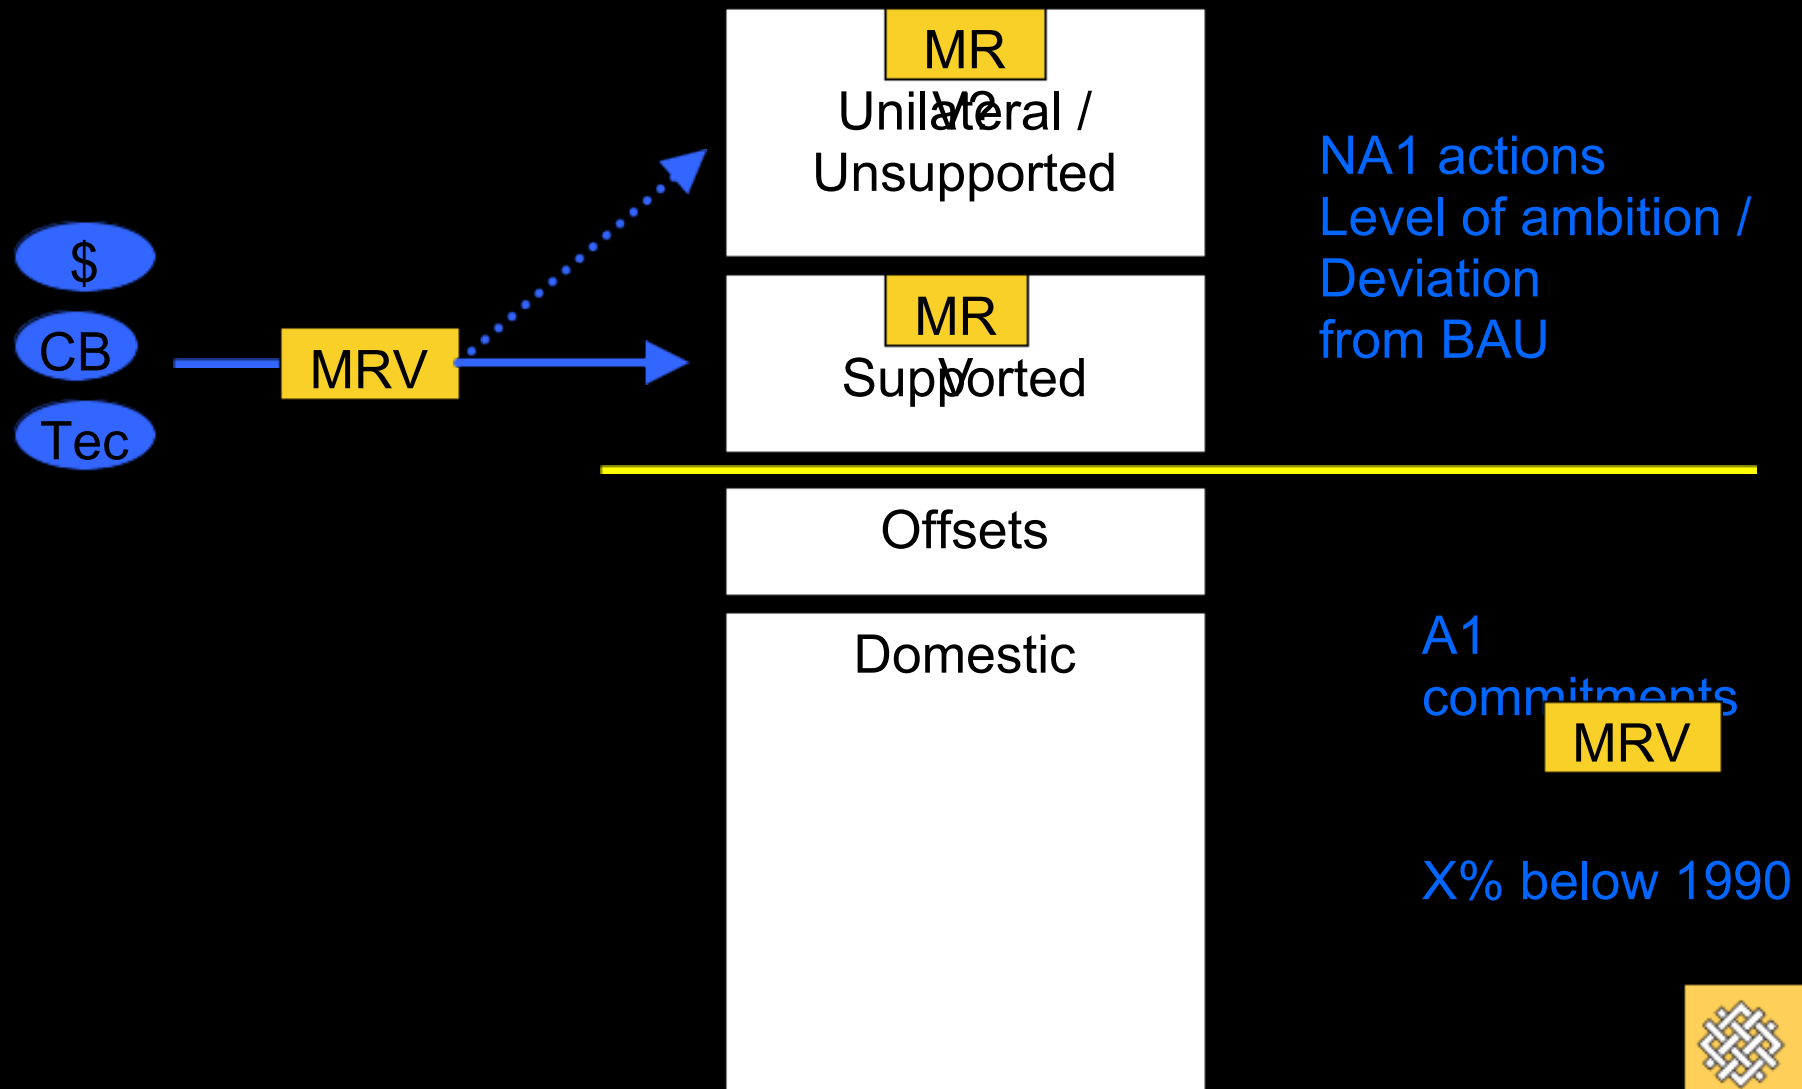 MR
V?
Unilateral /
Unsupported
NA1 actions
Level of ambition /
Deviation
from BAU
$
CB
Tec
MRV
MR
V
Supported
Offsets
Domestic
A1
commitments
MRV
X% below 1990